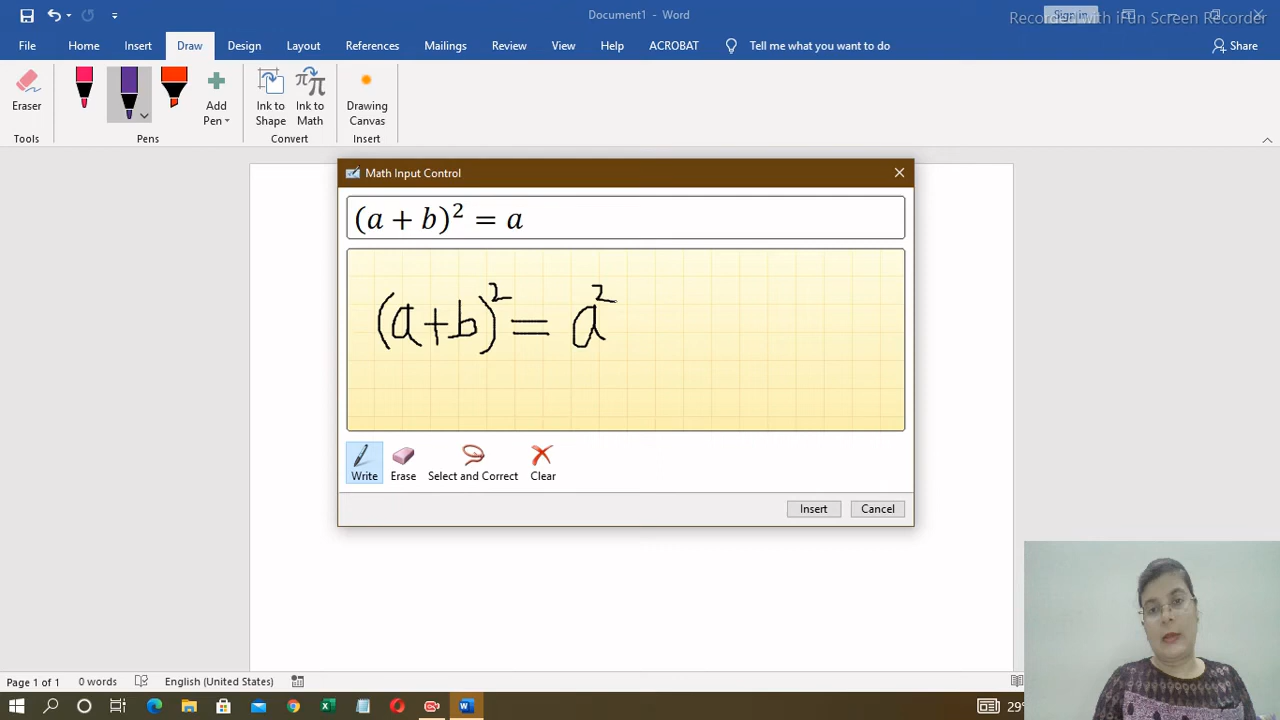 Document1 - Word
Sign in
Recorded with iFun Screen Recorder
File Home Insert Draw Design Layout References Mailings Review View Help ACROBAT Tell me what you want to do Share
Eraser
Add Pen
Ink to Shape
Ink to Math
Drawing Canvas
Tools Pens Convert Insert
Math Input Control
(a + b)² = a
(a+b)² = a²
Write Erase Select and Correct Clear
Insert Cancel
Page 1 of 1 0 words English (United States)
29°